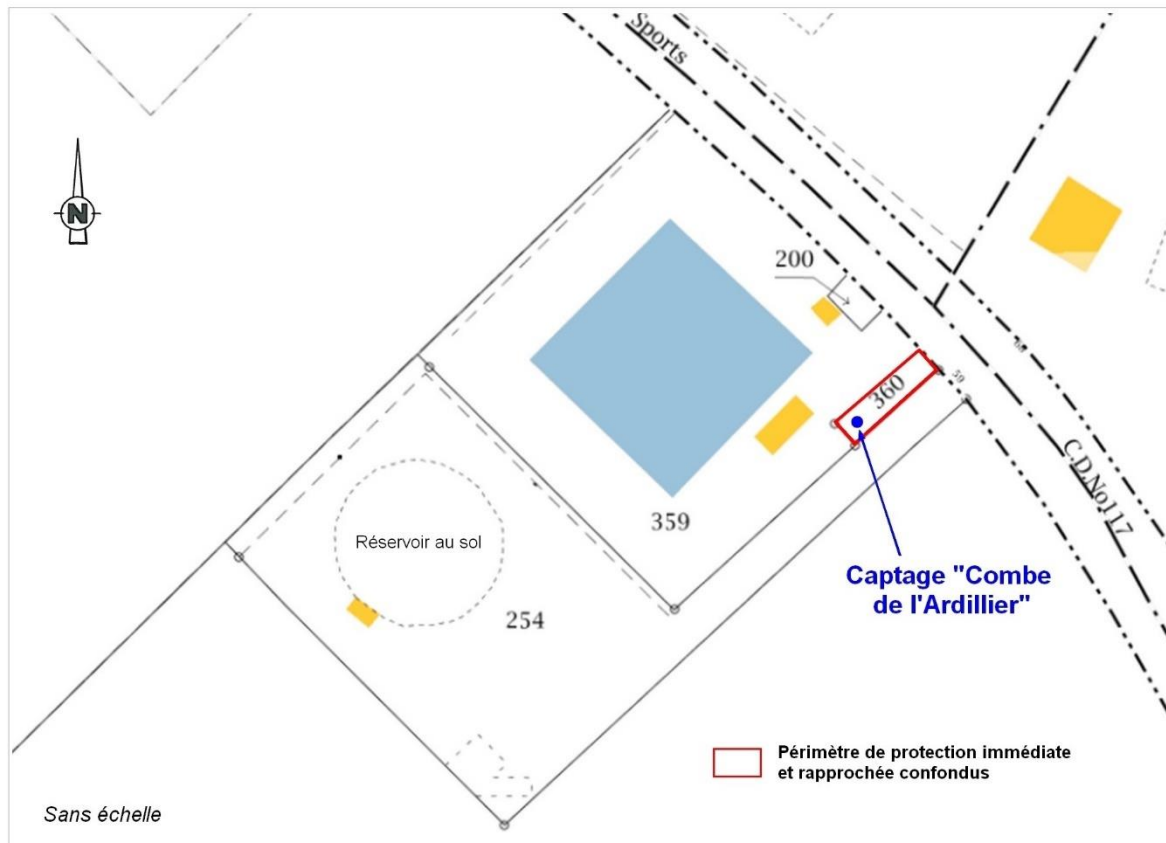 Sports
N
200
360
59
C.D.No117
359
Captage "Combe
de l'Ardillier"
Réservoir au sol
254
Périmètre de protection immédiate
et rapprochée confondus
Sans échelle